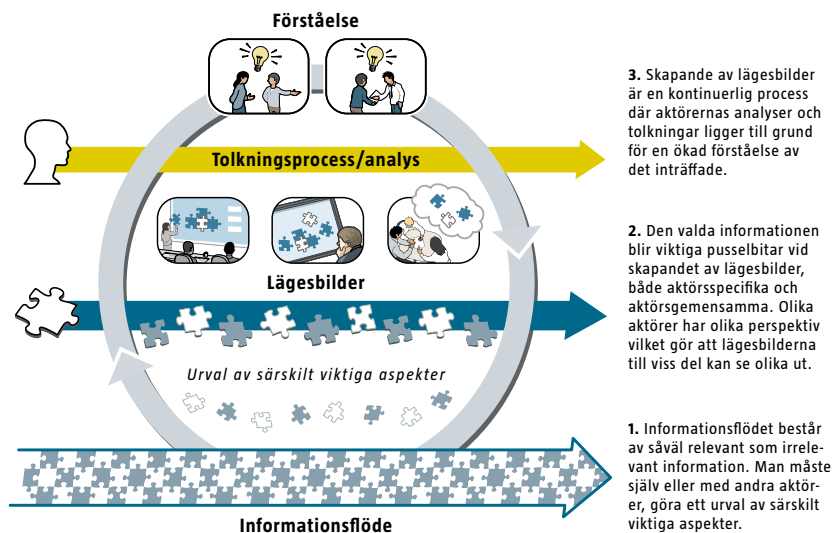 Förståelse
Tolkningsprocess/analys
Lägesbilder
Urval av särskilt viktiga aspekter
Informationsflöde
3. Skapande av lägesbilder
är en kontinuerlig process
där aktörernas analyser och
tolkningar ligger till grund
för en ökad förståelse av
det inträffade.
2. Den valda informationen
blir viktiga pusselbitar vid
skapandet av lägesbilder,
både aktörsspecifika och
aktörsgemensamma. Olika
aktörer har olika perspektiv
vilket gör att lägesbilderna
till viss del kan se olika ut.
1. Informationsflödet består
av såväl relevant som irrele-
vant information. Man måste
själv eller med andra aktör-
er, göra ett urval av särskilt
viktiga aspekter.